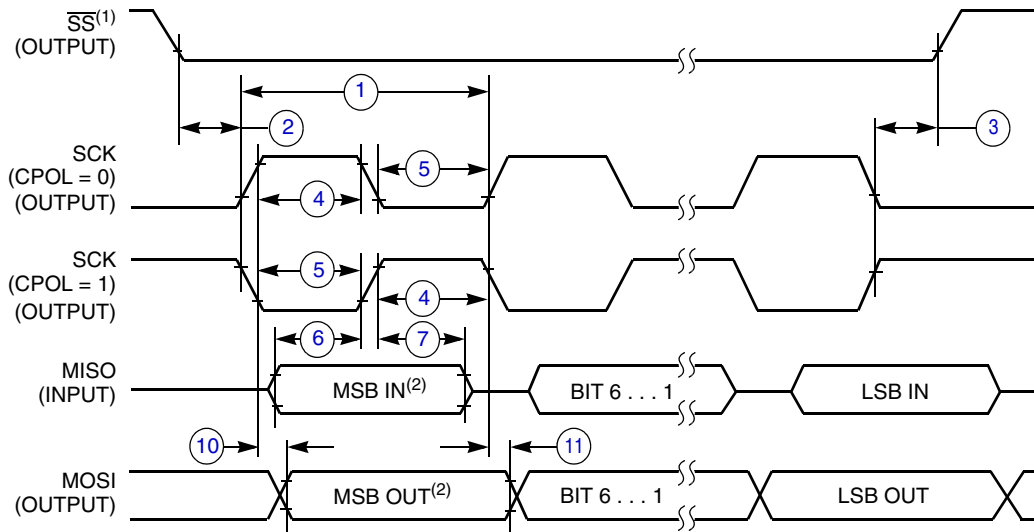 SS(1)
(OUTPUT)
1
2
3
SCK
(CPOL = 0)
(OUTPUT)
5
4
SCK
(CPOL = 1)
(OUTPUT)
5
4
6
7
MISO
(INPUT)
MSB IN(2)
BIT 6 . . . 1
LSB IN
10
11
MOSI
(OUTPUT)
MSB OUT(2)
BIT 6 . . . 1
LSB OUT